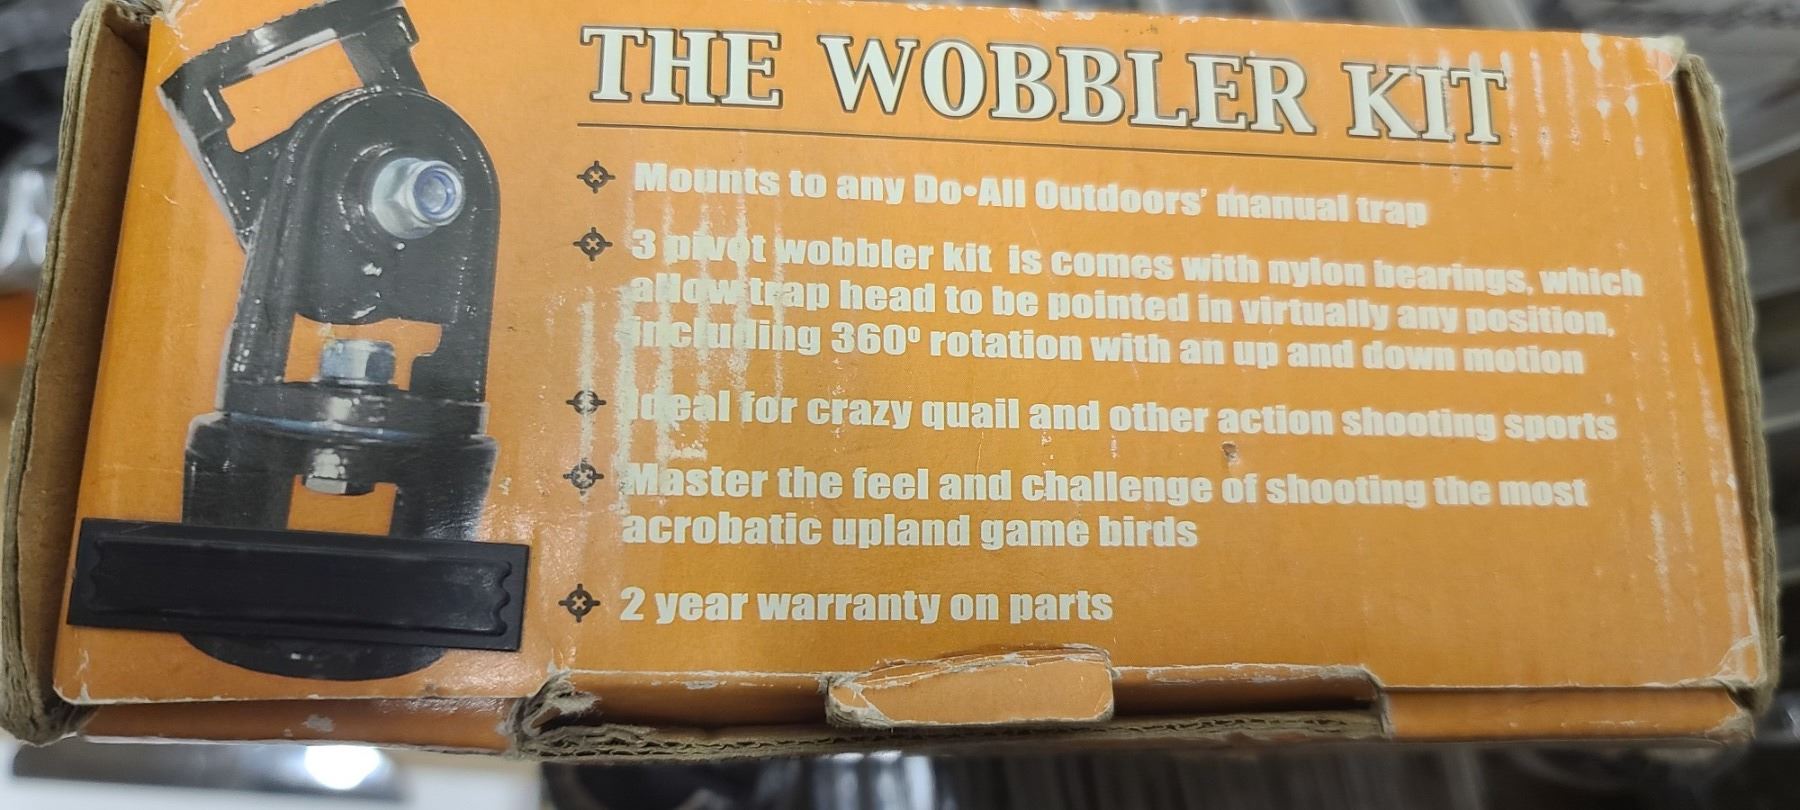 THE WOBBLER KIT
Mounts to any Do•All Outdoors' manual trap
3 pivot wobbler kit is comes with nylon bearings, which
allow trap head to be pointed in virtually any position,
including 360º rotation with an up and down motion
Ideal for crazy quail and other action shooting sports
Master the feel and challenge of shooting the most
acrobatic upland game birds
2 year warranty on parts